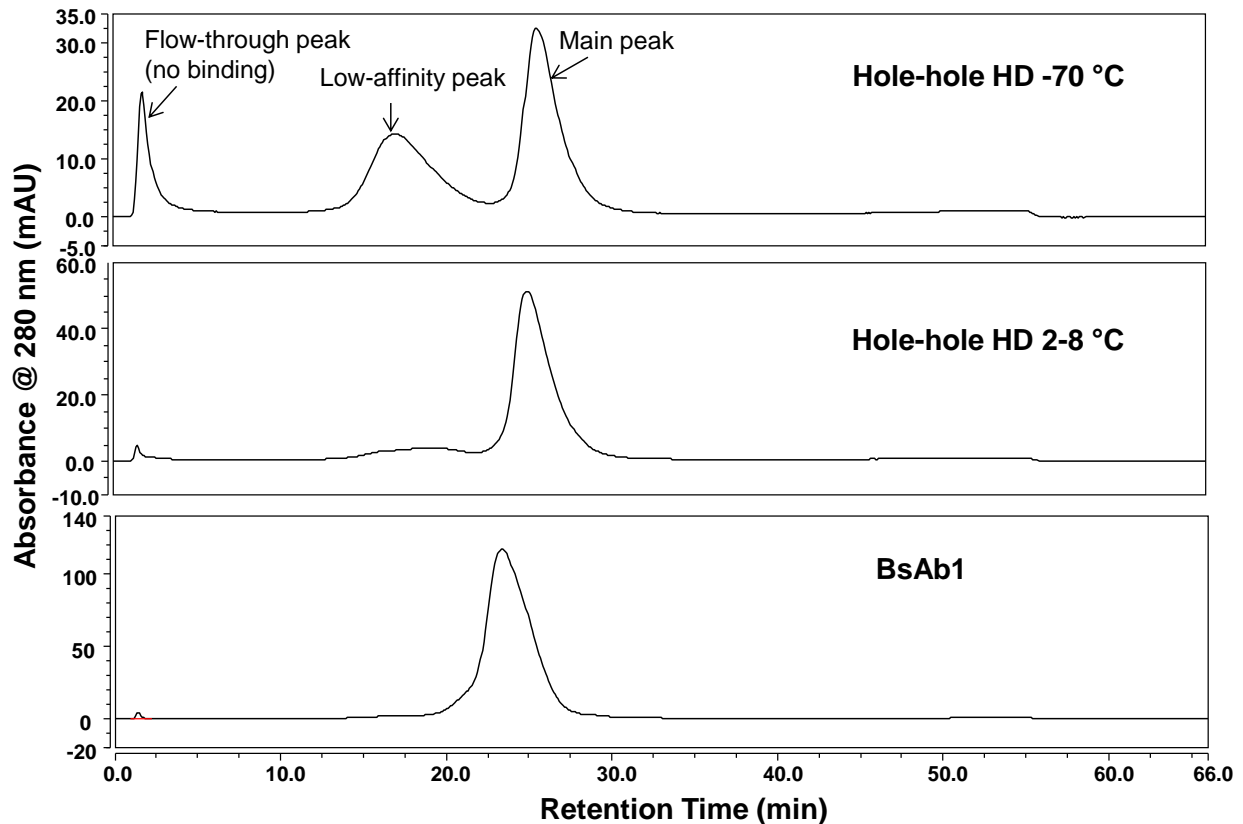 35.0
30.0
20.0
10.0
0.0
-5.0
Flow-through peak
(no binding)
Low-affinity peak
Main peak
Hole-hole HD -70 °C
60.0
40.0
20.0
0.0
-10.0
Hole-hole HD 2-8 °C
140
100
50
0
-20
BsAb1
Absorbance @ 280 nm (mAU)
0.0 10.0 20.0 30.0 40.0 50.0 60.0 66.0
Retention Time (min)